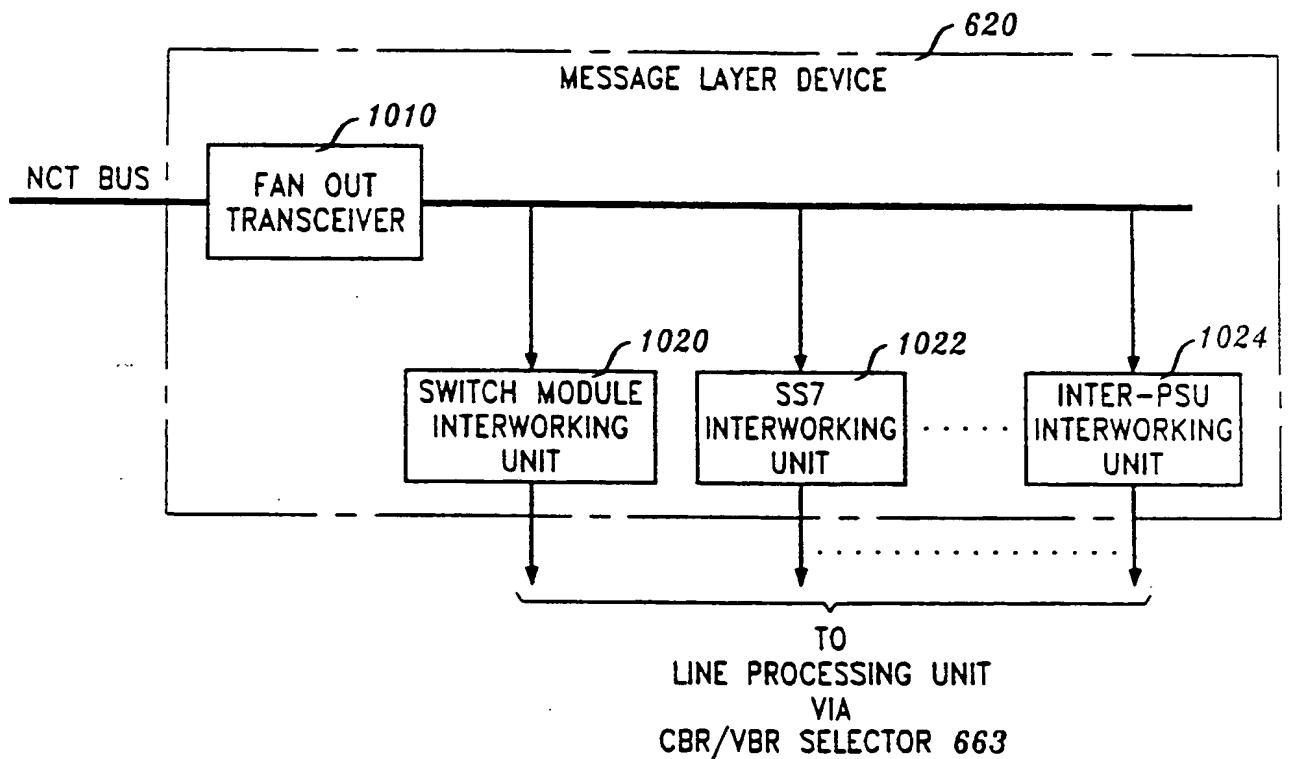 620
MESSAGE LAYER DEVICE
1010
NCT BUS
FAN OUT
TRANSCEIVER
1020
SWITCH MODULE
INTERWORKING
UNIT
1022
SS7
INTERWORKING
UNIT
1024
INTER-PSU
INTERWORKING
UNIT
TO
LINE PROCESSING UNIT
VIA
CBR/VBR SELECTOR 663